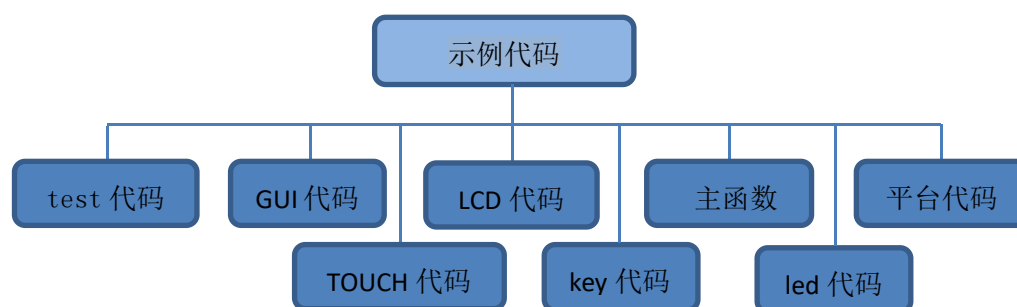 示例代码
test 代码
GUI 代码
LCD 代码
主函数
平台代码
TOUCH 代码
key 代码
led 代码